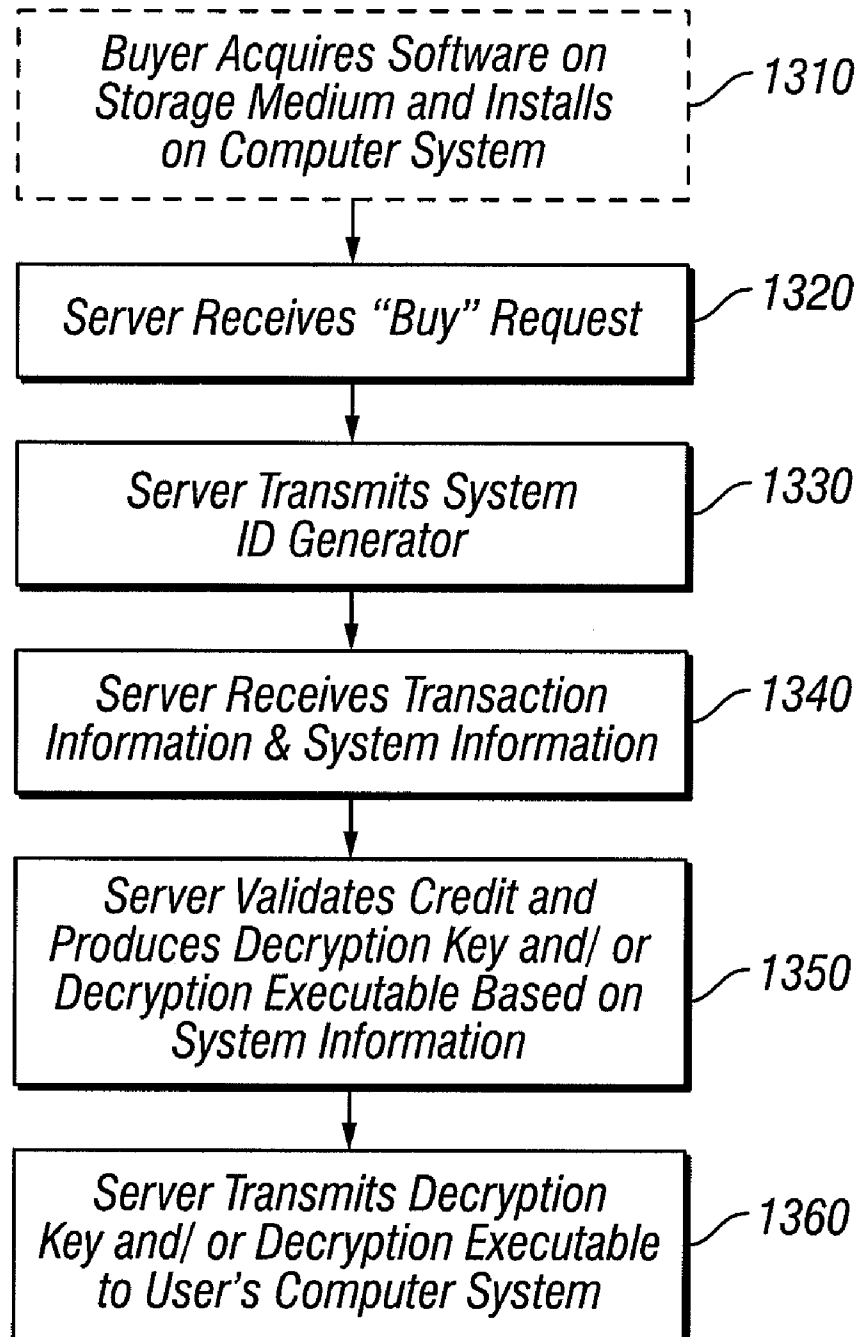 Buyer Acquires Software on
Storage Medium and Installs
on Computer System
1310
Server Receives “Buy” Request
1320
Server Transmits System
ID Generator
1330
Server Receives Transaction
Information & System Information
1340
Server Validates Credit and
Produces Decryption Key and/ or
Decryption Executable Based on
System Information
1350
Server Transmits Decryption
Key and/ or Decryption Executable
to User’s Computer System
1360